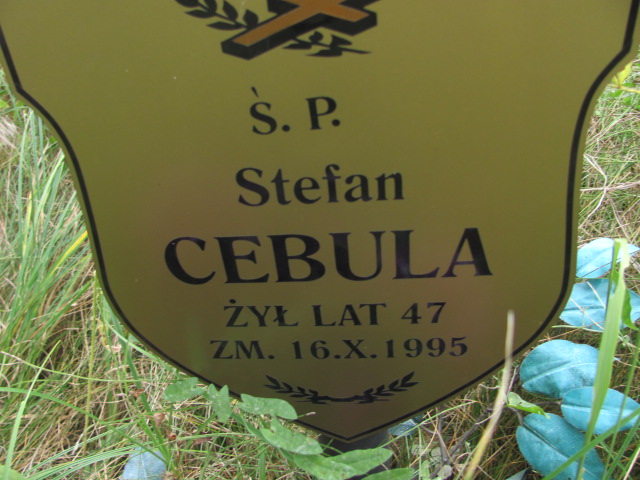 Ś. P.
Stefan
CEBULA
ŻYŁ LAT 47
ZM. 16.X.1995